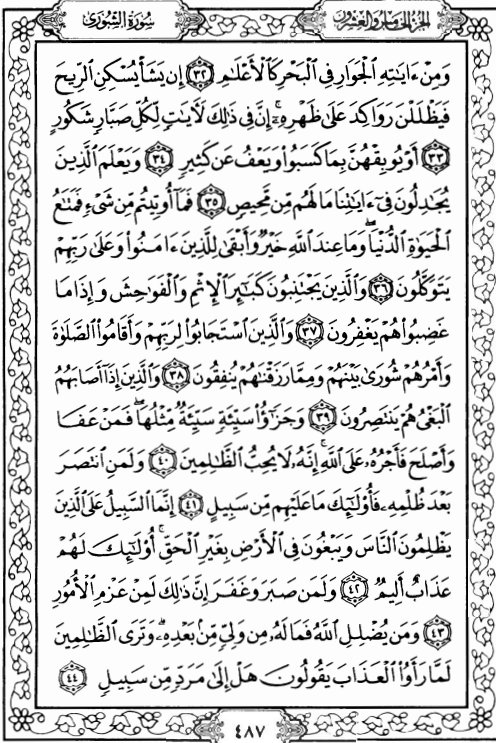 سورة الشورى الجزء الخامس والعشرون
وَمِنْ ءَايَٰتِهِ ٱلْجَوَارِ فِى ٱلْبَحْرِ كَٱلْأَعْلَٰمِ ٣٢ إِن يَشَأْ يُسْكِنِ ٱلرِّيحَ
فَيَظْلَلْنَ رَوَاكِدَ عَلَىٰ ظَهْرِهِۦٓ ۚ إِنَّ فِى ذَٰلِكَ لَءَايَٰتٍ لِّكُلِّ صَبَّارٍ شَكُورٍ
٣٣ أَوْ يُوبِقْهُنَّ بِمَا كَسَبُوا۟ وَيَعْفُ عَن كَثِيرٍ ٣٤ وَيَعْلَمَ ٱلَّذِينَ
يُجَٰدِلُونَ فِىٓ ءَايَٰتِنَا مَا لَهُم مِّن مَّحِيصٍ ٣٥ فَمَآ أُوتِيتُم مِّن شَىْءٍ فَمَتَٰعُ
ٱلْحَيَوٰةِ ٱلدُّنْيَا ۖ وَمَا عِندَ ٱللَّهِ خَيْرٌ وَأَبْقَىٰ لِلَّذِينَ ءَامَنُوا۟ وَعَلَىٰ رَبِّهِمْ
يَتَوَكَّلُونَ ٣٦ وَٱلَّذِينَ يَجْتَنِبُونَ كَبَٰٓئِرَ ٱلْإِثْمِ وَٱلْفَوَٰحِشَ وَإِذَا مَا
غَضِبُوا۟ هُمْ يَغْفِرُونَ ٣٧ وَٱلَّذِينَ ٱسْتَجَابُوا۟ لِرَبِّهِمْ وَأَقَامُوا۟ ٱلصَّلَوٰةَ
وَأَمْرُهُمْ شُورَىٰ بَيْنَهُمْ وَمِمَّا رَزَقْنَٰهُمْ يُنفِقُونَ ٣٨ وَٱلَّذِينَ إِذَآ أَصَابَهُمُ
ٱلْبَغْىُ هُمْ يَنتَصِرُونَ ٣٩ وَجَزَٰٓؤُا۟ سَيِّئَةٍ سَيِّئَةٌ مِّثْلُهَا ۖ فَمَنْ عَفَا
وَأَصْلَحَ فَأَجْرُهُۥ عَلَى ٱللَّهِ ۚ إِنَّهُۥ لَا يُحِبُّ ٱلظَّٰلِمِينَ ٤٠ وَلَمَنِ ٱنتَصَرَ
بَعْدَ ظُلْمِهِۦ فَأُو۟لَٰٓئِكَ مَا عَلَيْهِم مِّن سَبِيلٍ ٤١ إِنَّمَا ٱلسَّبِيلُ عَلَى ٱلَّذِينَ
يَظْلِمُونَ ٱلنَّاسَ وَيَبْغُونَ فِى ٱلْأَرْضِ بِغَيْرِ ٱلْحَقِّ ۚ أُو۟لَٰٓئِكَ لَهُمْ
عَذَابٌ أَلِيمٌ ٤٢ وَلَمَن صَبَرَ وَغَفَرَ إِنَّ ذَٰلِكَ لَمِنْ عَزْمِ ٱلْأُمُورِ
٤٣ وَمَن يُضْلِلِ ٱللَّهُ فَمَا لَهُۥ مِن وَلِىٍّ مِّنۢ بَعْدِهِۦ ۗ وَتَرَى ٱلظَّٰلِمِينَ
لَمَّا رَأَوُا۟ ٱلْعَذَابَ يَقُولُونَ هَلْ إِلَىٰ مَرَدٍّ مِّن سَبِيلٍ ٤٤
٤٨٧